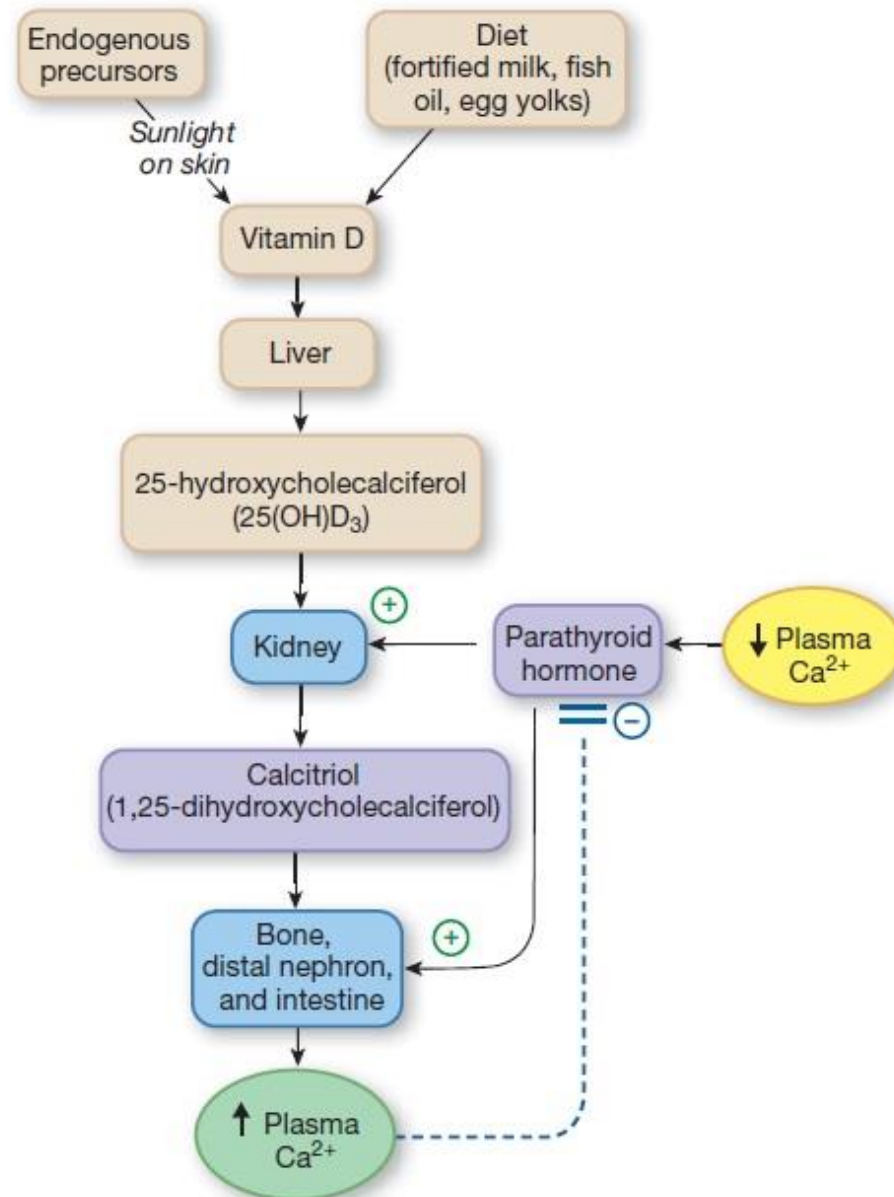 Endogenous
precursors
Diet
(fortified milk, fish
oil, egg yolks)
Sunlight
on skin
Vitamin D
Liver
25-hydroxycholecalciferol
(25(OH)D₃)
+
Kidney
Parathyroid
hormone
↓ Plasma
Ca²⁺
−
Calcitriol
(1,25-dihydroxycholecalciferol)
Bone,
distal nephron,
and intestine
+
↑ Plasma
Ca²⁺